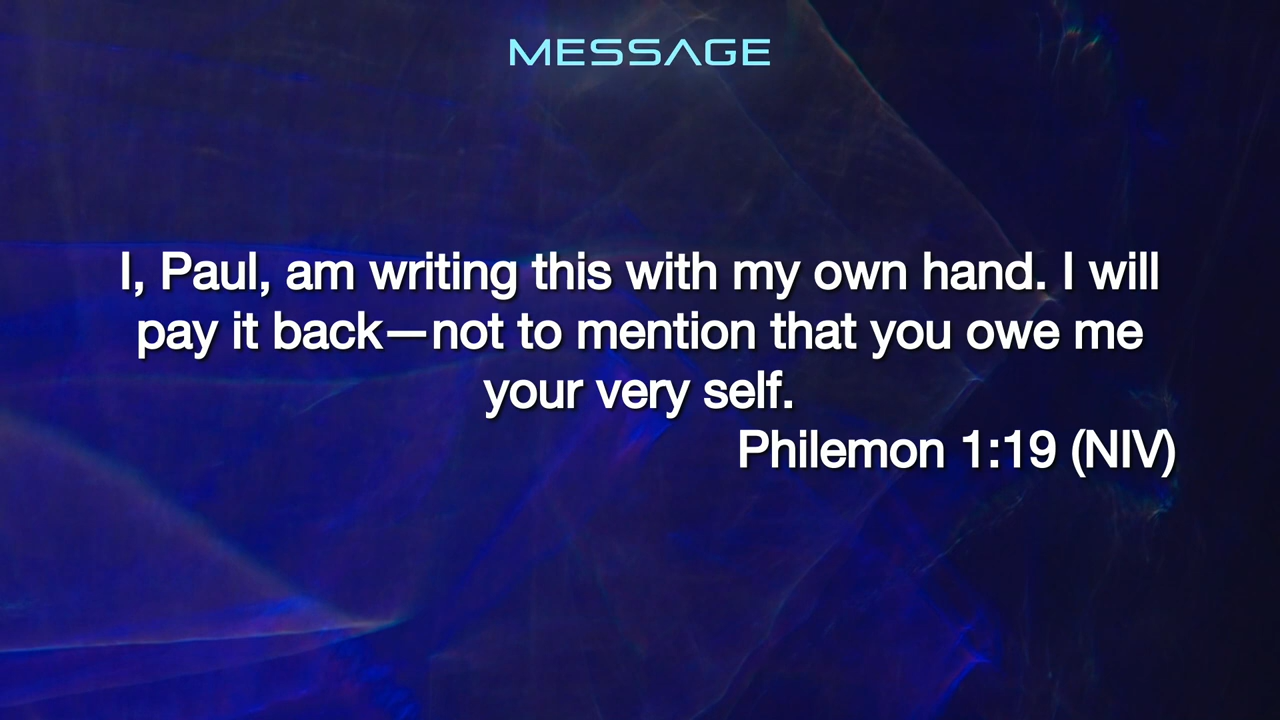 MESSAGE
I, Paul, am writing this with my own hand. I will
pay it back—not to mention that you owe me
your very self.
Philemon 1:19 (NIV)